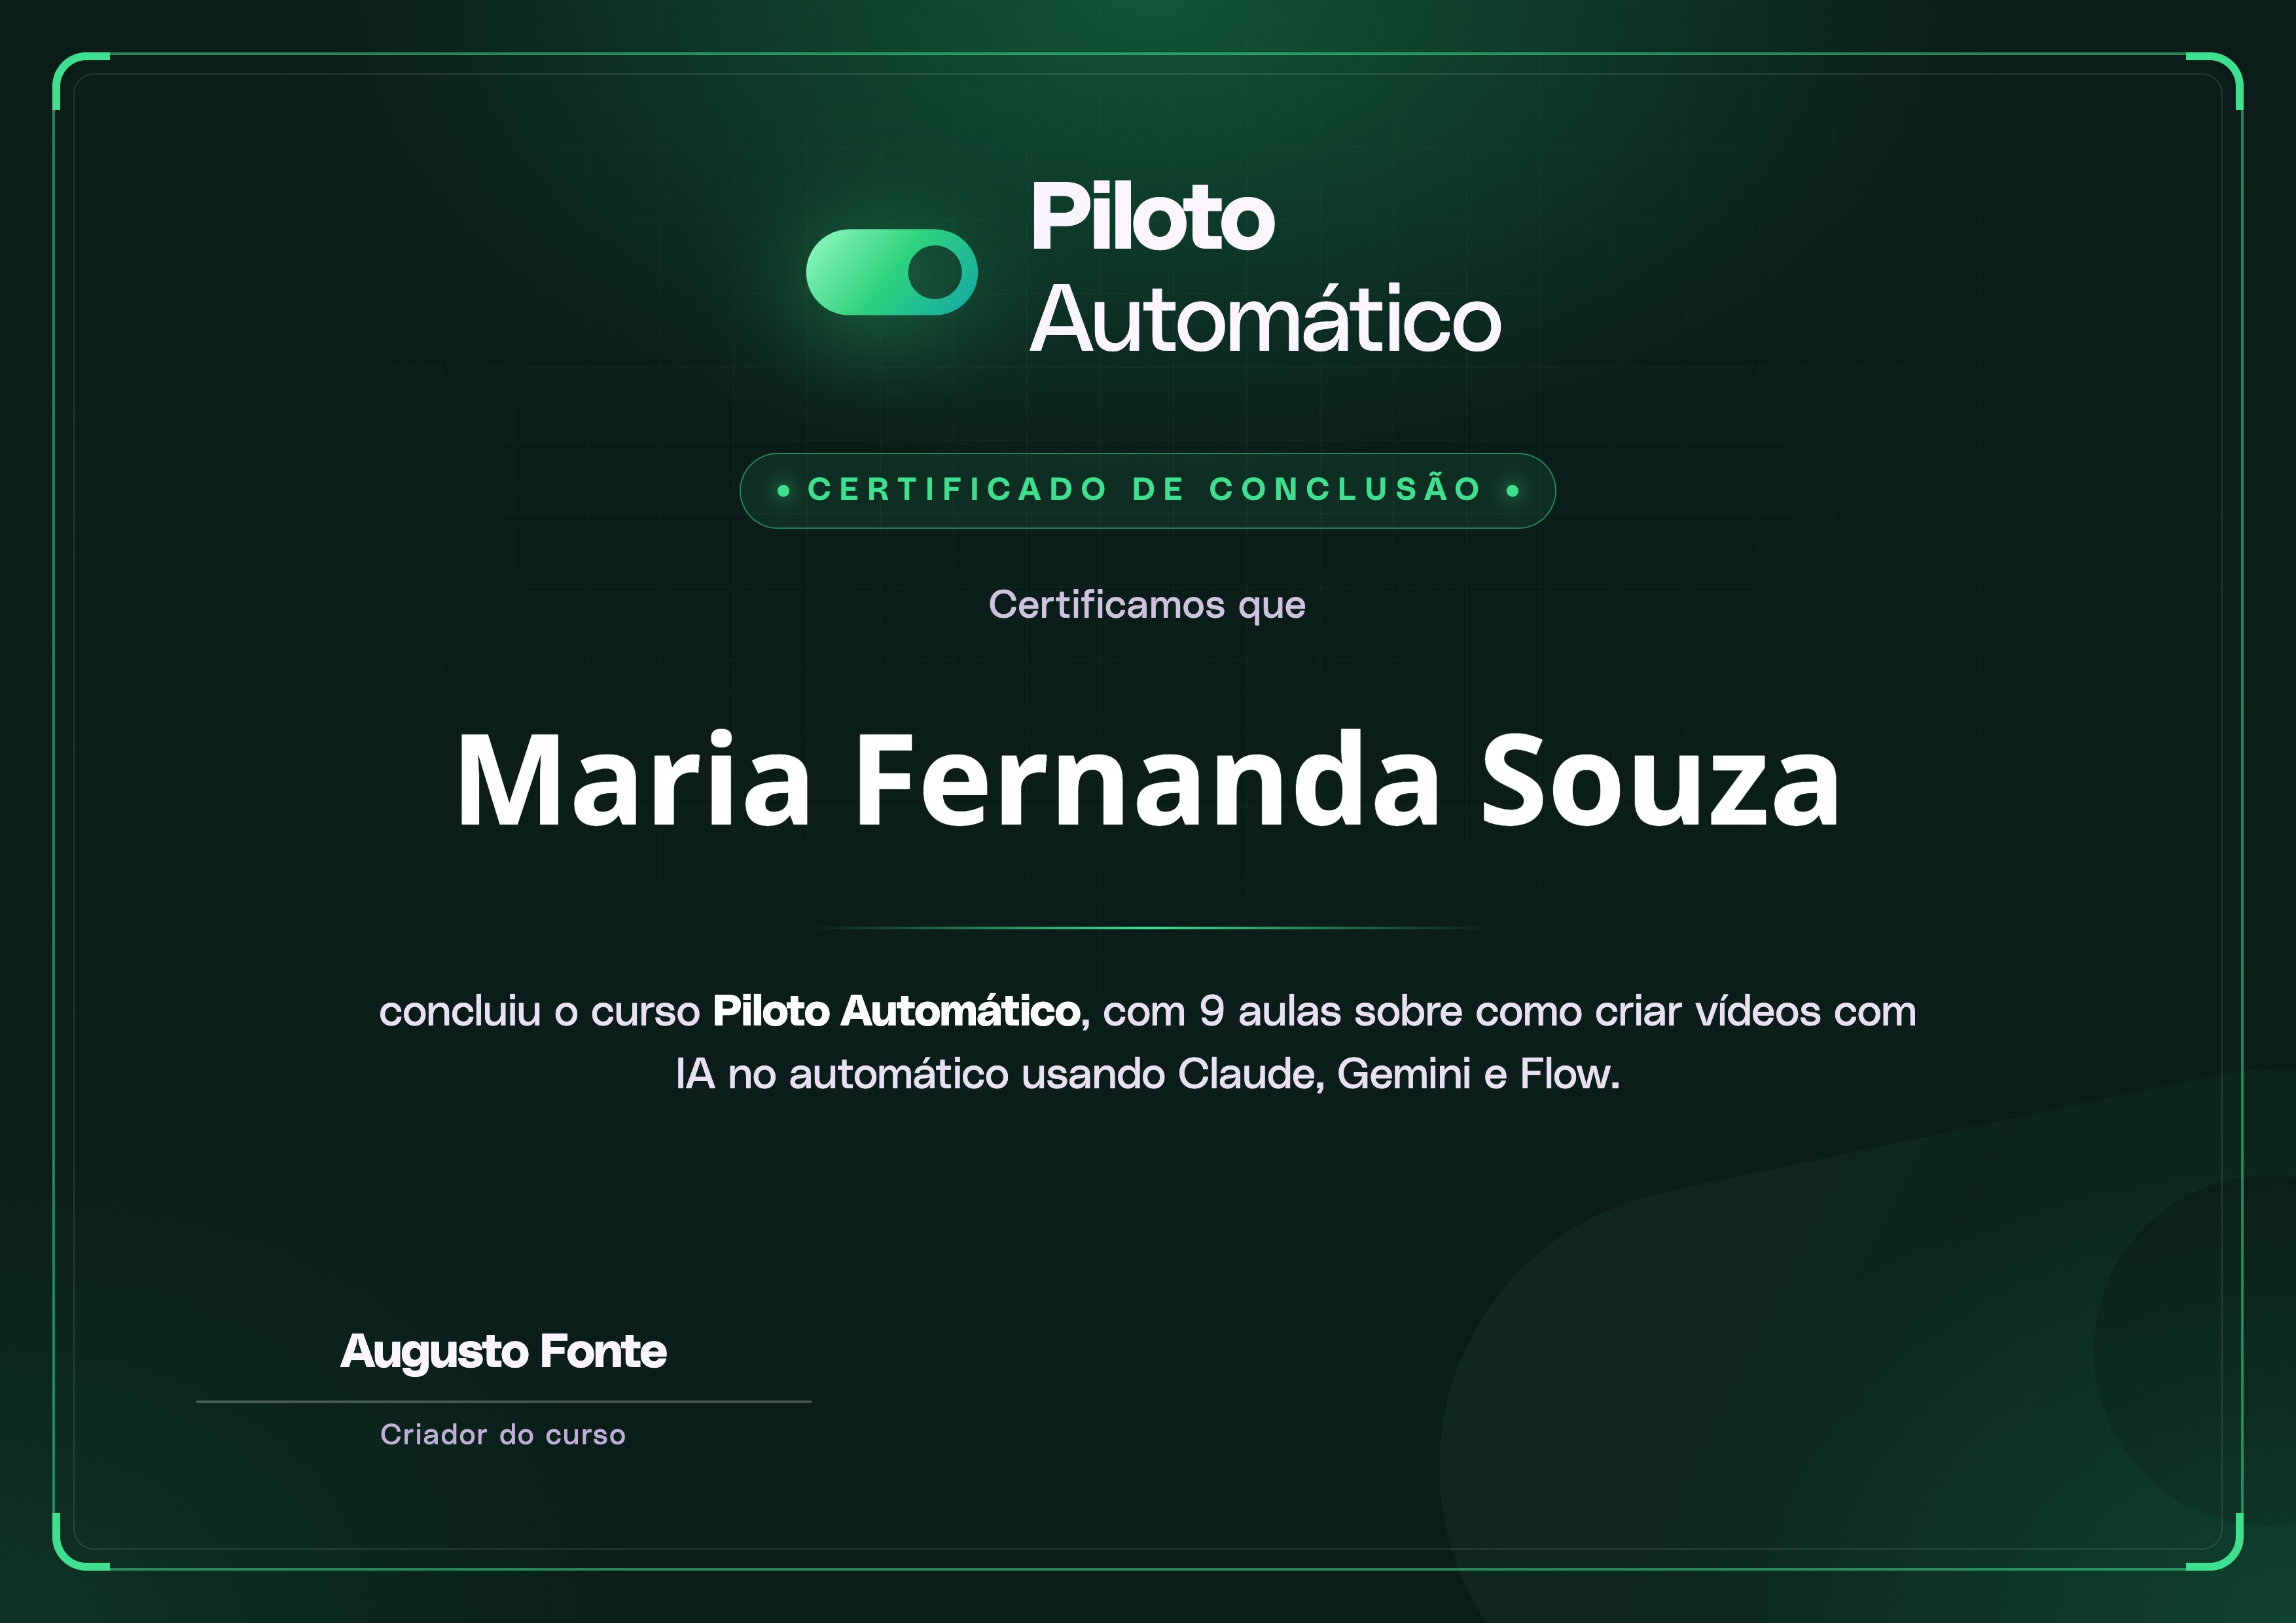 Piloto
Automático
CERTIFICADO DE CONCLUSÃO
Certificamos que
Maria Fernanda Souza
concluiu o curso Piloto Automático, com 9 aulas sobre como criar vídeos com
IA no automático usando Claude, Gemini e Flow.
Augusto Fonte
Criador do curso